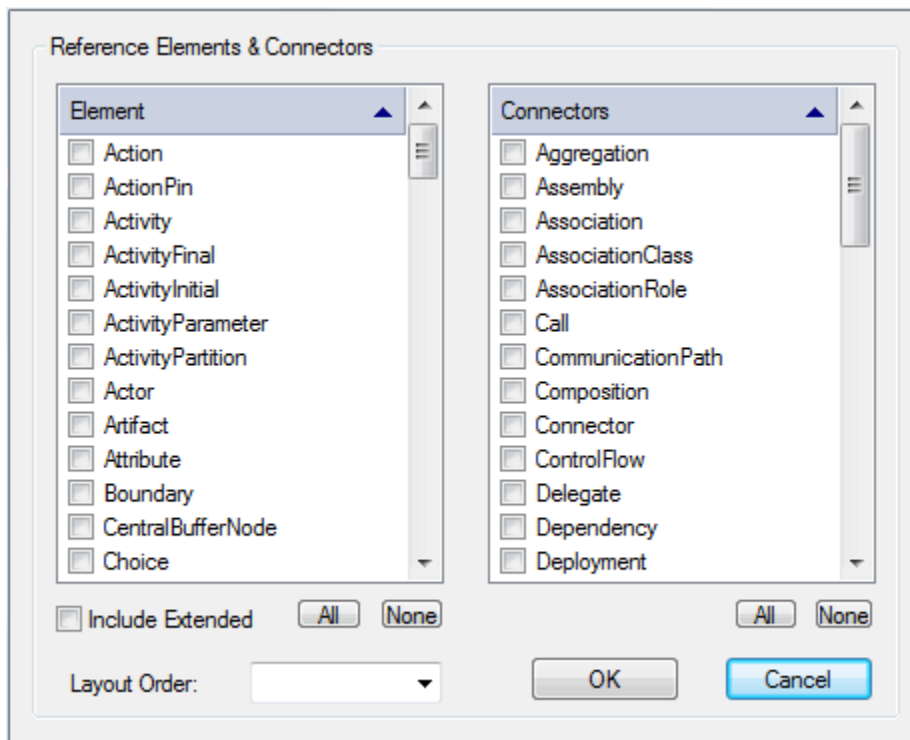 Reference Elements & Connectors
Element
Action
ActionPin
Activity
ActivityFinal
ActivityInitial
ActivityParameter
ActivityPartition
Actor
Artifact
Attribute
Boundary
CentralBufferNode
Choice
Include Extended
All
None
Layout Order:
Connectors
Aggregation
Assembly
Association
AssociationClass
AssociationRole
Call
CommunicationPath
Composition
Connector
ControlFlow
Delegate
Dependency
Deployment
All
None
OK
Cancel